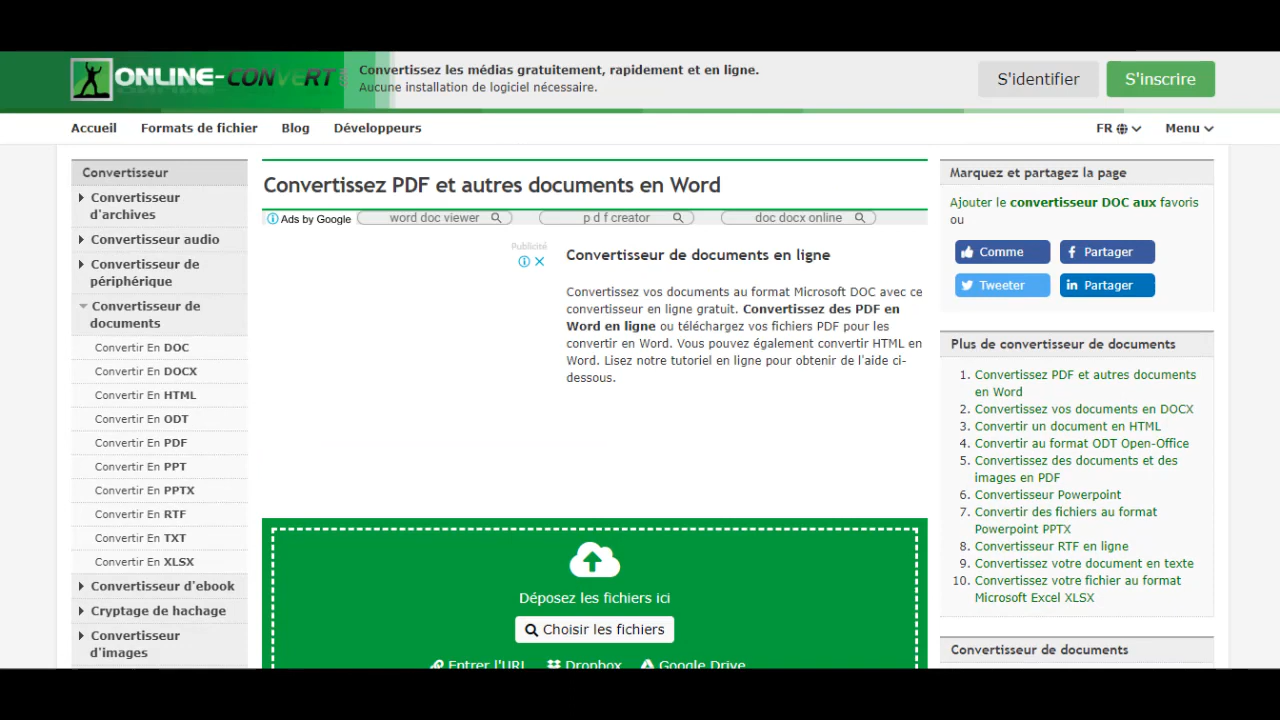 ONLINE-CONVERT
Convertissez les médias gratuitement, rapidement et en ligne.
Aucune installation de logiciel nécessaire.
S'identifier
S'inscrire
Accueil
Formats de fichier
Blog
Développeurs
FR
Menu
Convertisseur
Convertisseur
d'archives
Convertisseur audio
Convertisseur de
périphérique
Convertisseur de
documents
Convertir En DOC
Convertir En DOCX
Convertir En HTML
Convertir En ODT
Convertir En PDF
Convertir En PPT
Convertir En PPTX
Convertir En RTF
Convertir En TXT
Convertir En XLSX
Convertisseur d'ebook
Cryptage de hachage
Convertisseur
d'images
Convertissez PDF et autres documents en Word
Ads by Google
word doc viewer
p d f creator
doc docx online
Publicité
Convertisseur de documents en ligne
Convertissez vos documents au format Microsoft DOC avec ce
convertisseur en ligne gratuit. Convertissez des PDF en
Word en ligne ou téléchargez vos fichiers PDF pour les
convertir en Word. Vous pouvez également convertir HTML en
Word. Lisez notre tutoriel en ligne pour obtenir de l'aide ci-
dessous.
Déposez les fichiers ici
Choisir les fichiers
Entrer l'URL
Dropbox
Google Drive
Marquez et partagez la page
Ajouter le convertisseur DOC aux favoris
ou
Comme
Partager
Tweeter
Partager
Plus de convertisseur de documents
1. Convertissez PDF et autres documents
en Word
2. Convertissez vos documents en DOCX
3. Convertir un document en HTML
4. Convertir au format ODT Open-Office
5. Convertissez des documents et des
images en PDF
6. Convertisseur Powerpoint
7. Convertir des fichiers au format
Powerpoint PPTX
8. Convertisseur RTF en ligne
9. Convertissez votre document en texte
10. Convertissez votre fichier au format
Microsoft Excel XLSX
Convertisseur de documents